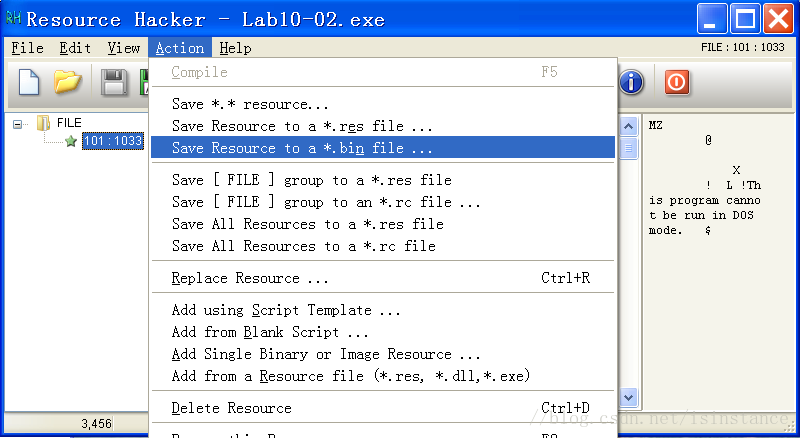 Resource Hacker - Lab10-02.exe
File Edit View Action Help
FILE : 101 : 1033
Compile F5
Save *.* resource...
Save Resource to a *.res file ...
Save Resource to a *.bin file ...
Save [ FILE ] group to a *.res file
Save [ FILE ] group to an *.rc file ...
Save All Resources to a *.res file
Save All Resources to a *.rc file
Replace Resource ... Ctrl+R
Add using Script Template ...
Add from Blank Script ...
Add Single Binary or Image Resource ...
Add from a Resource file (*.res, *.dll,*.exe)
Delete Resource Ctrl+D
FILE
101 : 1033
MZ
@
X
! L !Th
is program canno
t be run in DOS
mode. $
3,456
//blog.csdn.net/isinstance